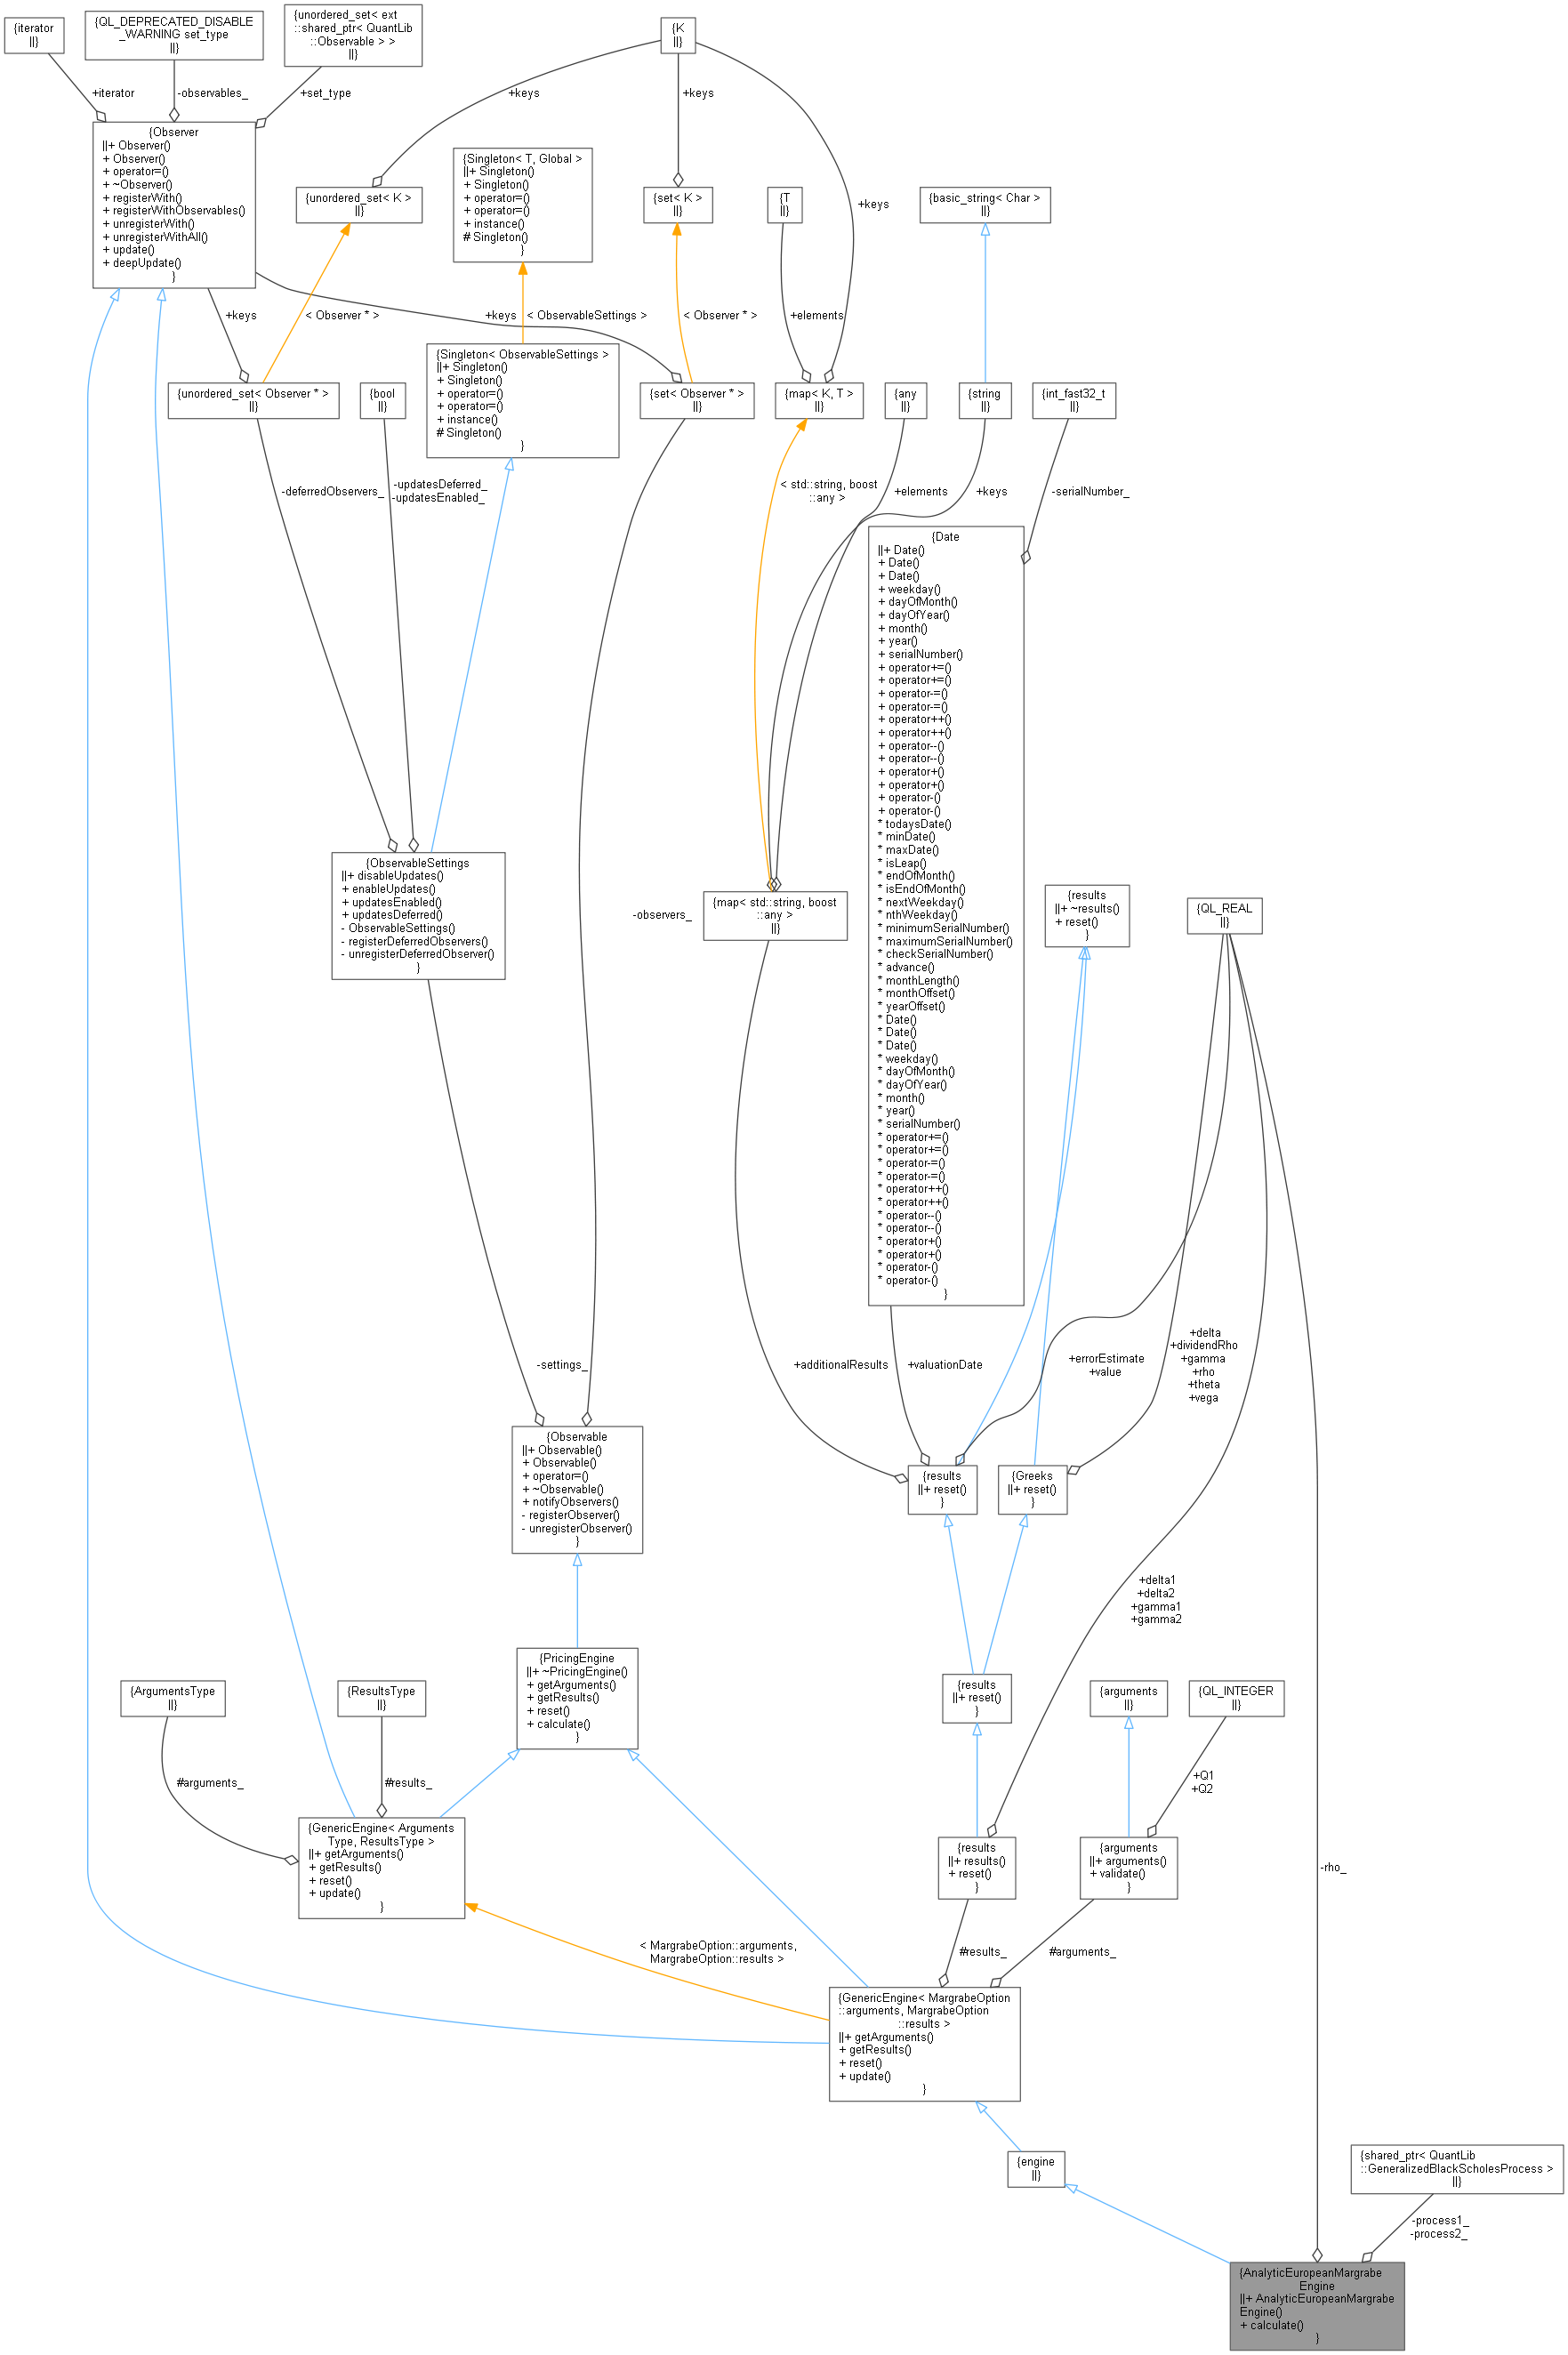 {iterator
||}
{QL_DEPRECATED_DISABLE
_WARNING set_type
||}
{unordered_set< ext
::shared_ptr< QuantLib
::Observable > >
||}
{K
||}
+iterator
-observables_
+set_type
+keys
+keys
+keys
{Observer
||+ Observer()
+ Observer()
+ operator=()
+ ~Observer()
+ registerWith()
+ registerWithObservables()
+ unregisterWith()
+ unregisterWithAll()
+ update()
+ deepUpdate()
}
{unordered_set< K >
||}
{Singleton< T, Global >
||+ Singleton()
+ Singleton()
+ operator=()
+ operator=()
+ instance()
# Singleton()
}
{set< K >
||}
{T
||}
{basic_string< Char >
||}
+keys
< Observer * >
+keys
< ObservableSettings >
< Observer * >
+elements
{unordered_set< Observer * >
||}
{bool
||}
{Singleton< ObservableSettings >
||+ Singleton()
+ Singleton()
+ operator=()
+ operator=()
+ instance()
# Singleton()
}
{set< Observer * >
||}
{map< K, T >
||}
{any
||}
{string
||}
{int_fast32_t
||}
-deferredObservers_
-updatesDeferred_
-updatesEnabled_
< std::string, boost
::any >
+elements
+keys
-serialNumber_
{Date
||+ Date()
+ Date()
+ Date()
+ weekday()
+ dayOfMonth()
+ dayOfYear()
+ month()
+ year()
+ serialNumber()
+ operator+=()
+ operator+=()
+ operator-=()
+ operator-=()
+ operator++()
+ operator++()
+ operator--()
+ operator--()
+ operator+()
+ operator+()
+ operator-()
+ operator-()
* todaysDate()
* minDate()
* maxDate()
* isLeap()
* endOfMonth()
* isEndOfMonth()
* nextWeekday()
* nthWeekday()
* minimumSerialNumber()
* maximumSerialNumber()
* checkSerialNumber()
* advance()
* monthLength()
* monthOffset()
* yearOffset()
* Date()
* Date()
* Date()
* weekday()
* dayOfMonth()
* dayOfYear()
* month()
* year()
* serialNumber()
* operator+=()
* operator+=()
* operator-=()
* operator-=()
* operator++()
* operator++()
* operator--()
* operator--()
* operator+()
* operator+()
* operator-()
* operator-()
}
{ObservableSettings
||+ disableUpdates()
+ enableUpdates()
+ updatesEnabled()
+ updatesDeferred()
- ObservableSettings()
- registerDeferredObservers()
- unregisterDeferredObserver()
}
-observers_
{map< std::string, boost
::any >
||}
{results
||+ ~results()
+ reset()
}
{QL_REAL
||}
-settings_
+additionalResults
+valuationDate
+errorEstimate
+value
+delta
+dividendRho
+gamma
+rho
+theta
+vega
{Observable
||+ Observable()
+ Observable()
+ operator=()
+ ~Observable()
+ notifyObservers()
- registerObserver()
- unregisterObserver()
}
{results
||+ reset()
}
{Greeks
||+ reset()
}
+delta1
+delta2
+gamma1
+gamma2
{ArgumentsType
||}
{ResultsType
||}
{PricingEngine
||+ ~PricingEngine()
+ getArguments()
+ getResults()
+ reset()
+ calculate()
}
{results
||+ reset()
}
{arguments
||}
{QL_INTEGER
||}
#arguments_
#results_
+Q1
+Q2
{GenericEngine< Arguments
Type, ResultsType >
||+ getArguments()
+ getResults()
+ reset()
+ update()
}
{results
||+ results()
+ reset()
}
{arguments
||+ arguments()
+ validate()
}
-rho_
< MargrabeOption::arguments,
MargrabeOption::results >
#results_
#arguments_
{GenericEngine< MargrabeOption
::arguments, MargrabeOption
::results >
||+ getArguments()
+ getResults()
+ reset()
+ update()
}
{engine
||}
{shared_ptr< QuantLib
::GeneralizedBlackScholesProcess >
||}
-process1_
-process2_
{AnalyticEuropeanMargrabe
Engine
||+ AnalyticEuropeanMargrabe
Engine()
+ calculate()
}